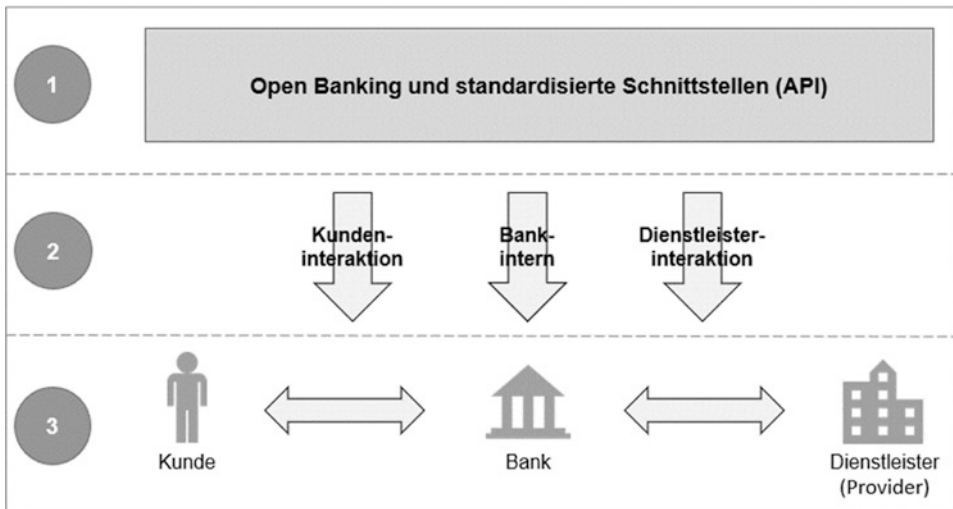 1
Open Banking und standardisierte Schnittstellen (API)
2
Kunden-
interaktion
Bank-
intern
Dienstleister-
interaktion
3
Kunde
Bank
Dienstleister
(Provider)